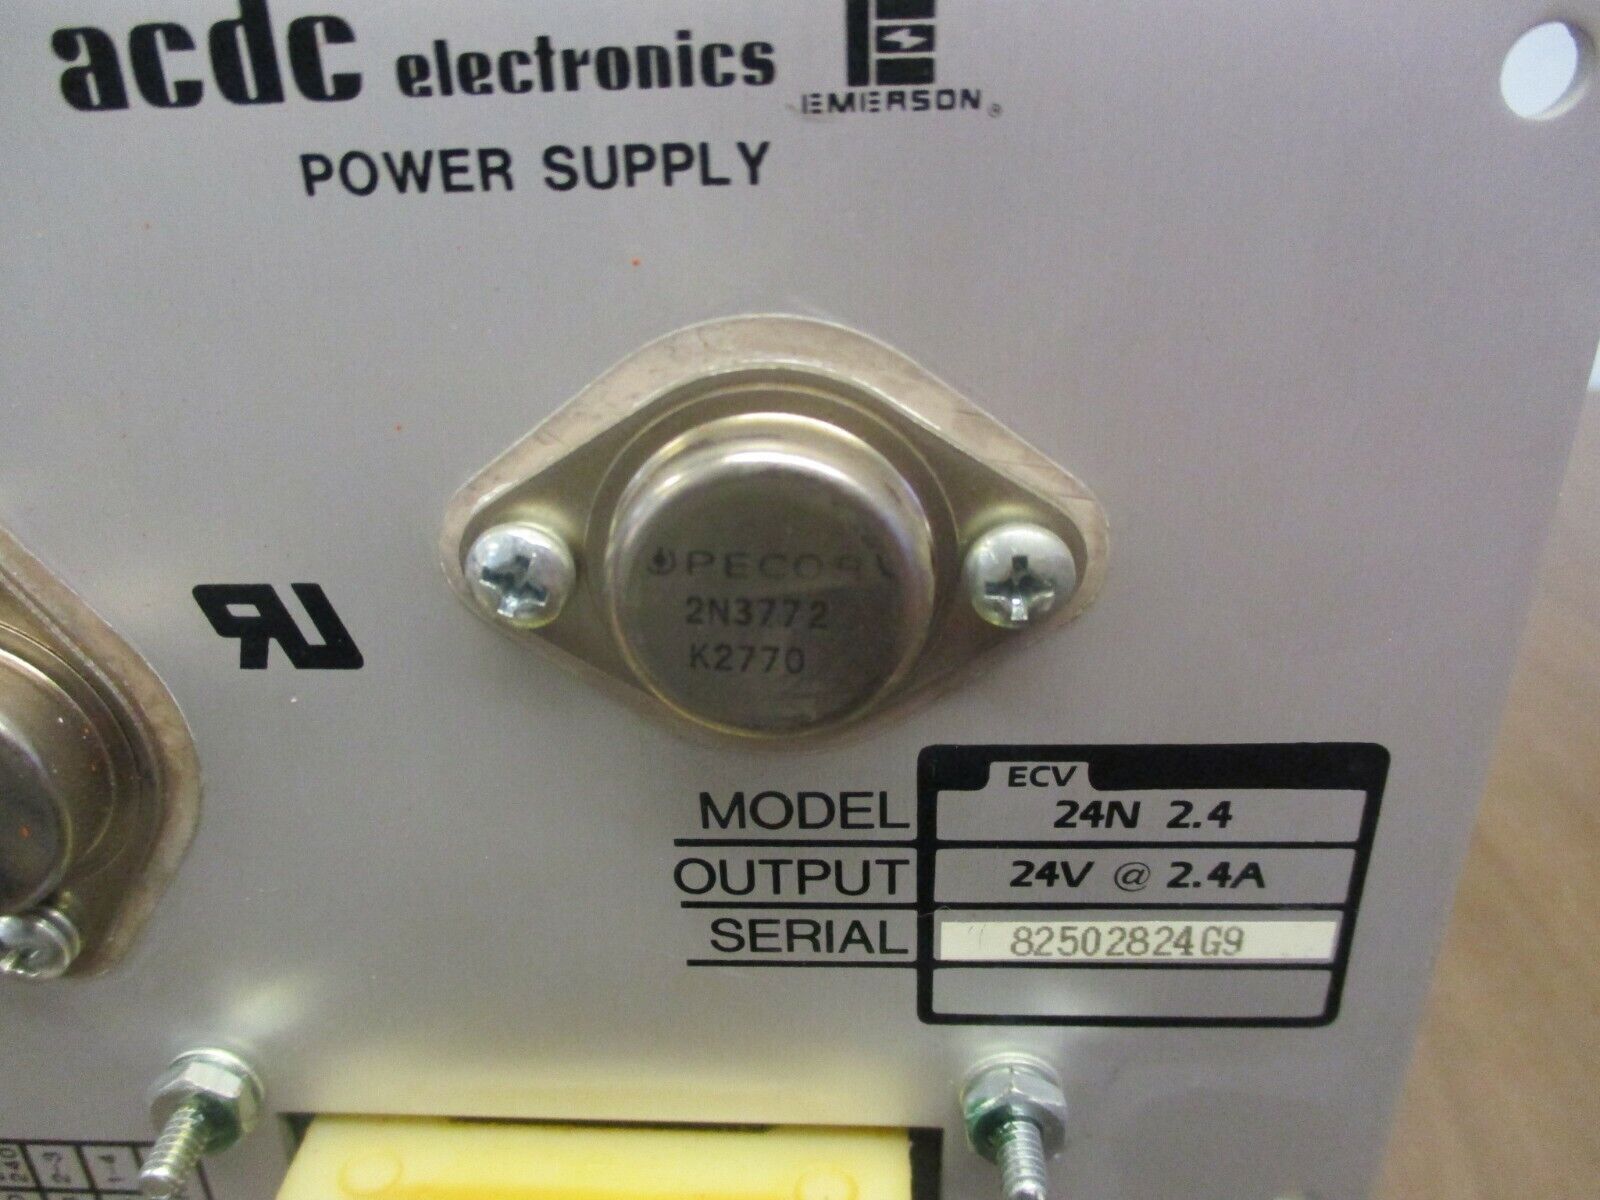 acdc electronics
EMERSON®
POWER SUPPLY
PECOR
2N3772
K2770
MODEL ECV 24N 2.4
OUTPUT 24V @ 2.4A
SERIAL 82502824G9
240